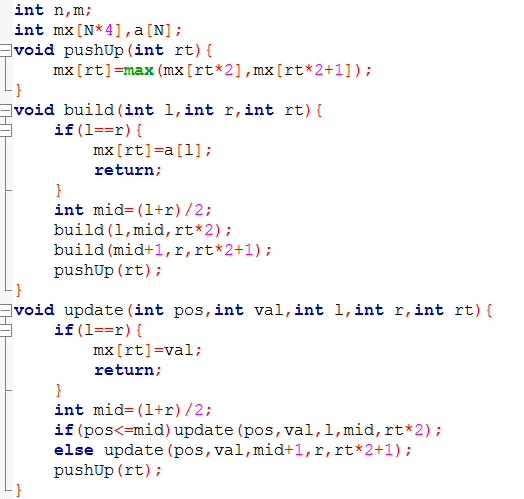 int n,m;
int mx[N*4],a[N];
void pushUp(int rt){
    mx[rt]=max(mx[rt*2],mx[rt*2+1]);
}
void build(int l,int r,int rt){
    if(l==r){
        mx[rt]=a[l];
        return;
    }
    int mid=(l+r)/2;
    build(l,mid,rt*2);
    build(mid+1,r,rt*2+1);
    pushUp(rt);
}
void update(int pos,int val,int l,int r,int rt){
    if(l==r){
        mx[rt]=val;
        return;
    }
    int mid=(l+r)/2;
    if(pos<=mid)update(pos,val,l,mid,rt*2);
    else update(pos,val,mid+1,r,rt*2+1);
    pushUp(rt);
}